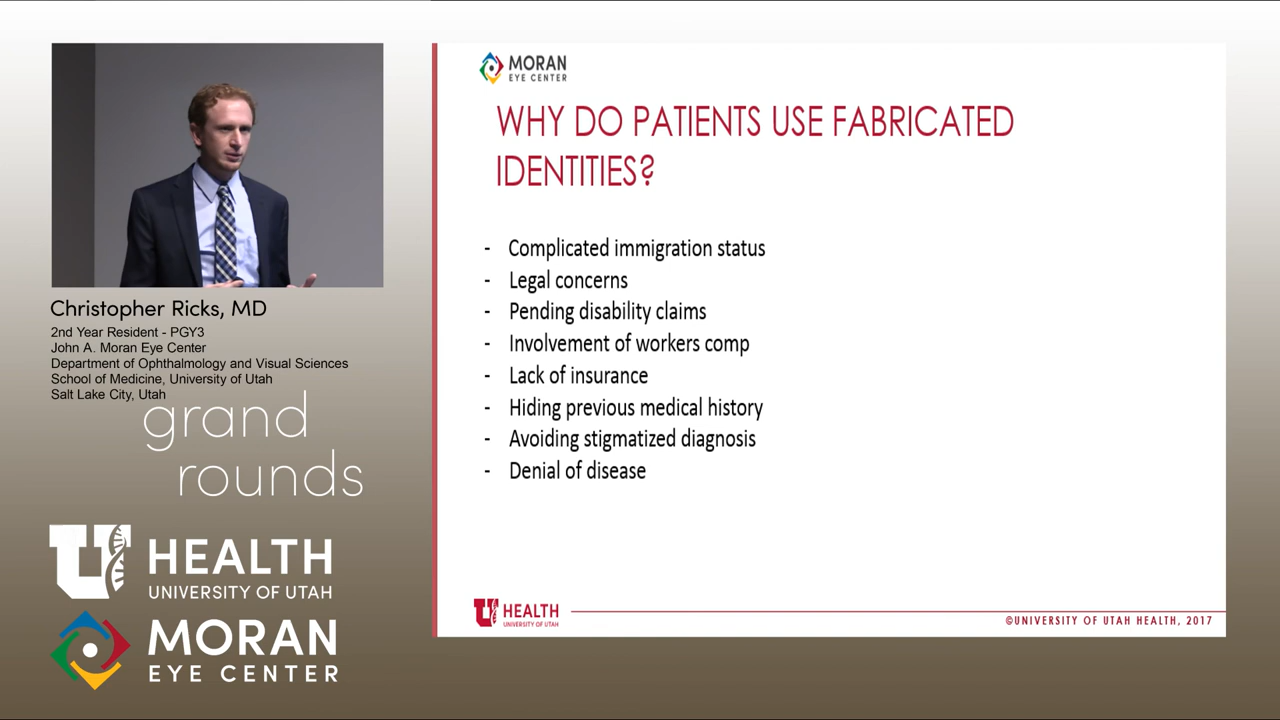 Christopher Ricks, MD
2nd Year Resident - PGY3
John A. Moran Eye Center
Department of Ophthalmology and Visual Sciences
School of Medicine, University of Utah
Salt Lake City, Utah
grand
rounds
U HEALTH
UNIVERSITY OF UTAH
MORAN
EYE CENTER
MORAN
EYE CENTER
WHY DO PATIENTS USE FABRICATED
IDENTITIES?
- Complicated immigration status
- Legal concerns
- Pending disability claims
- Involvement of workers comp
- Lack of insurance
- Hiding previous medical history
- Avoiding stigmatized diagnosis
- Denial of disease
U HEALTH
UNIVERSITY OF UTAH
©UNIVERSITY OF UTAH HEALTH, 2017